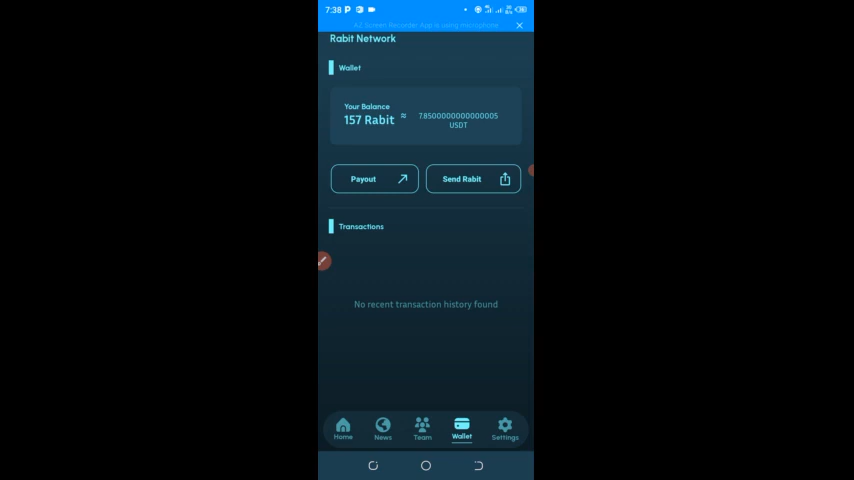 7:38 P
AZ Screen Recorder App is using microphone
Rabit Network
Wallet
Your Balance
157 Rabit ≈ 7.8500000000000005
USDT
Payout
Send Rabit
Transactions
No recent transaction history found
Home
News
Team
Wallet
Settings